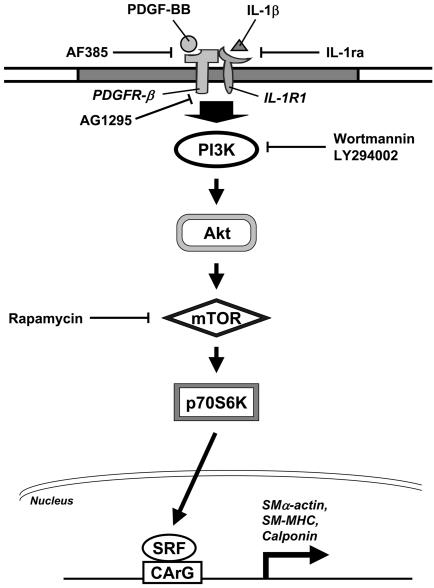 PDGF-BB
IL-1β
AF385
IL-1ra
PDGFR-β
IL-1R1
AG1295
PI3K
Wortmannin
LY294002
Akt
Rapamycin
mTOR
p70S6K
Nucleus
SMα-actin,
SM-MHC,
Calponin
SRF
CArG